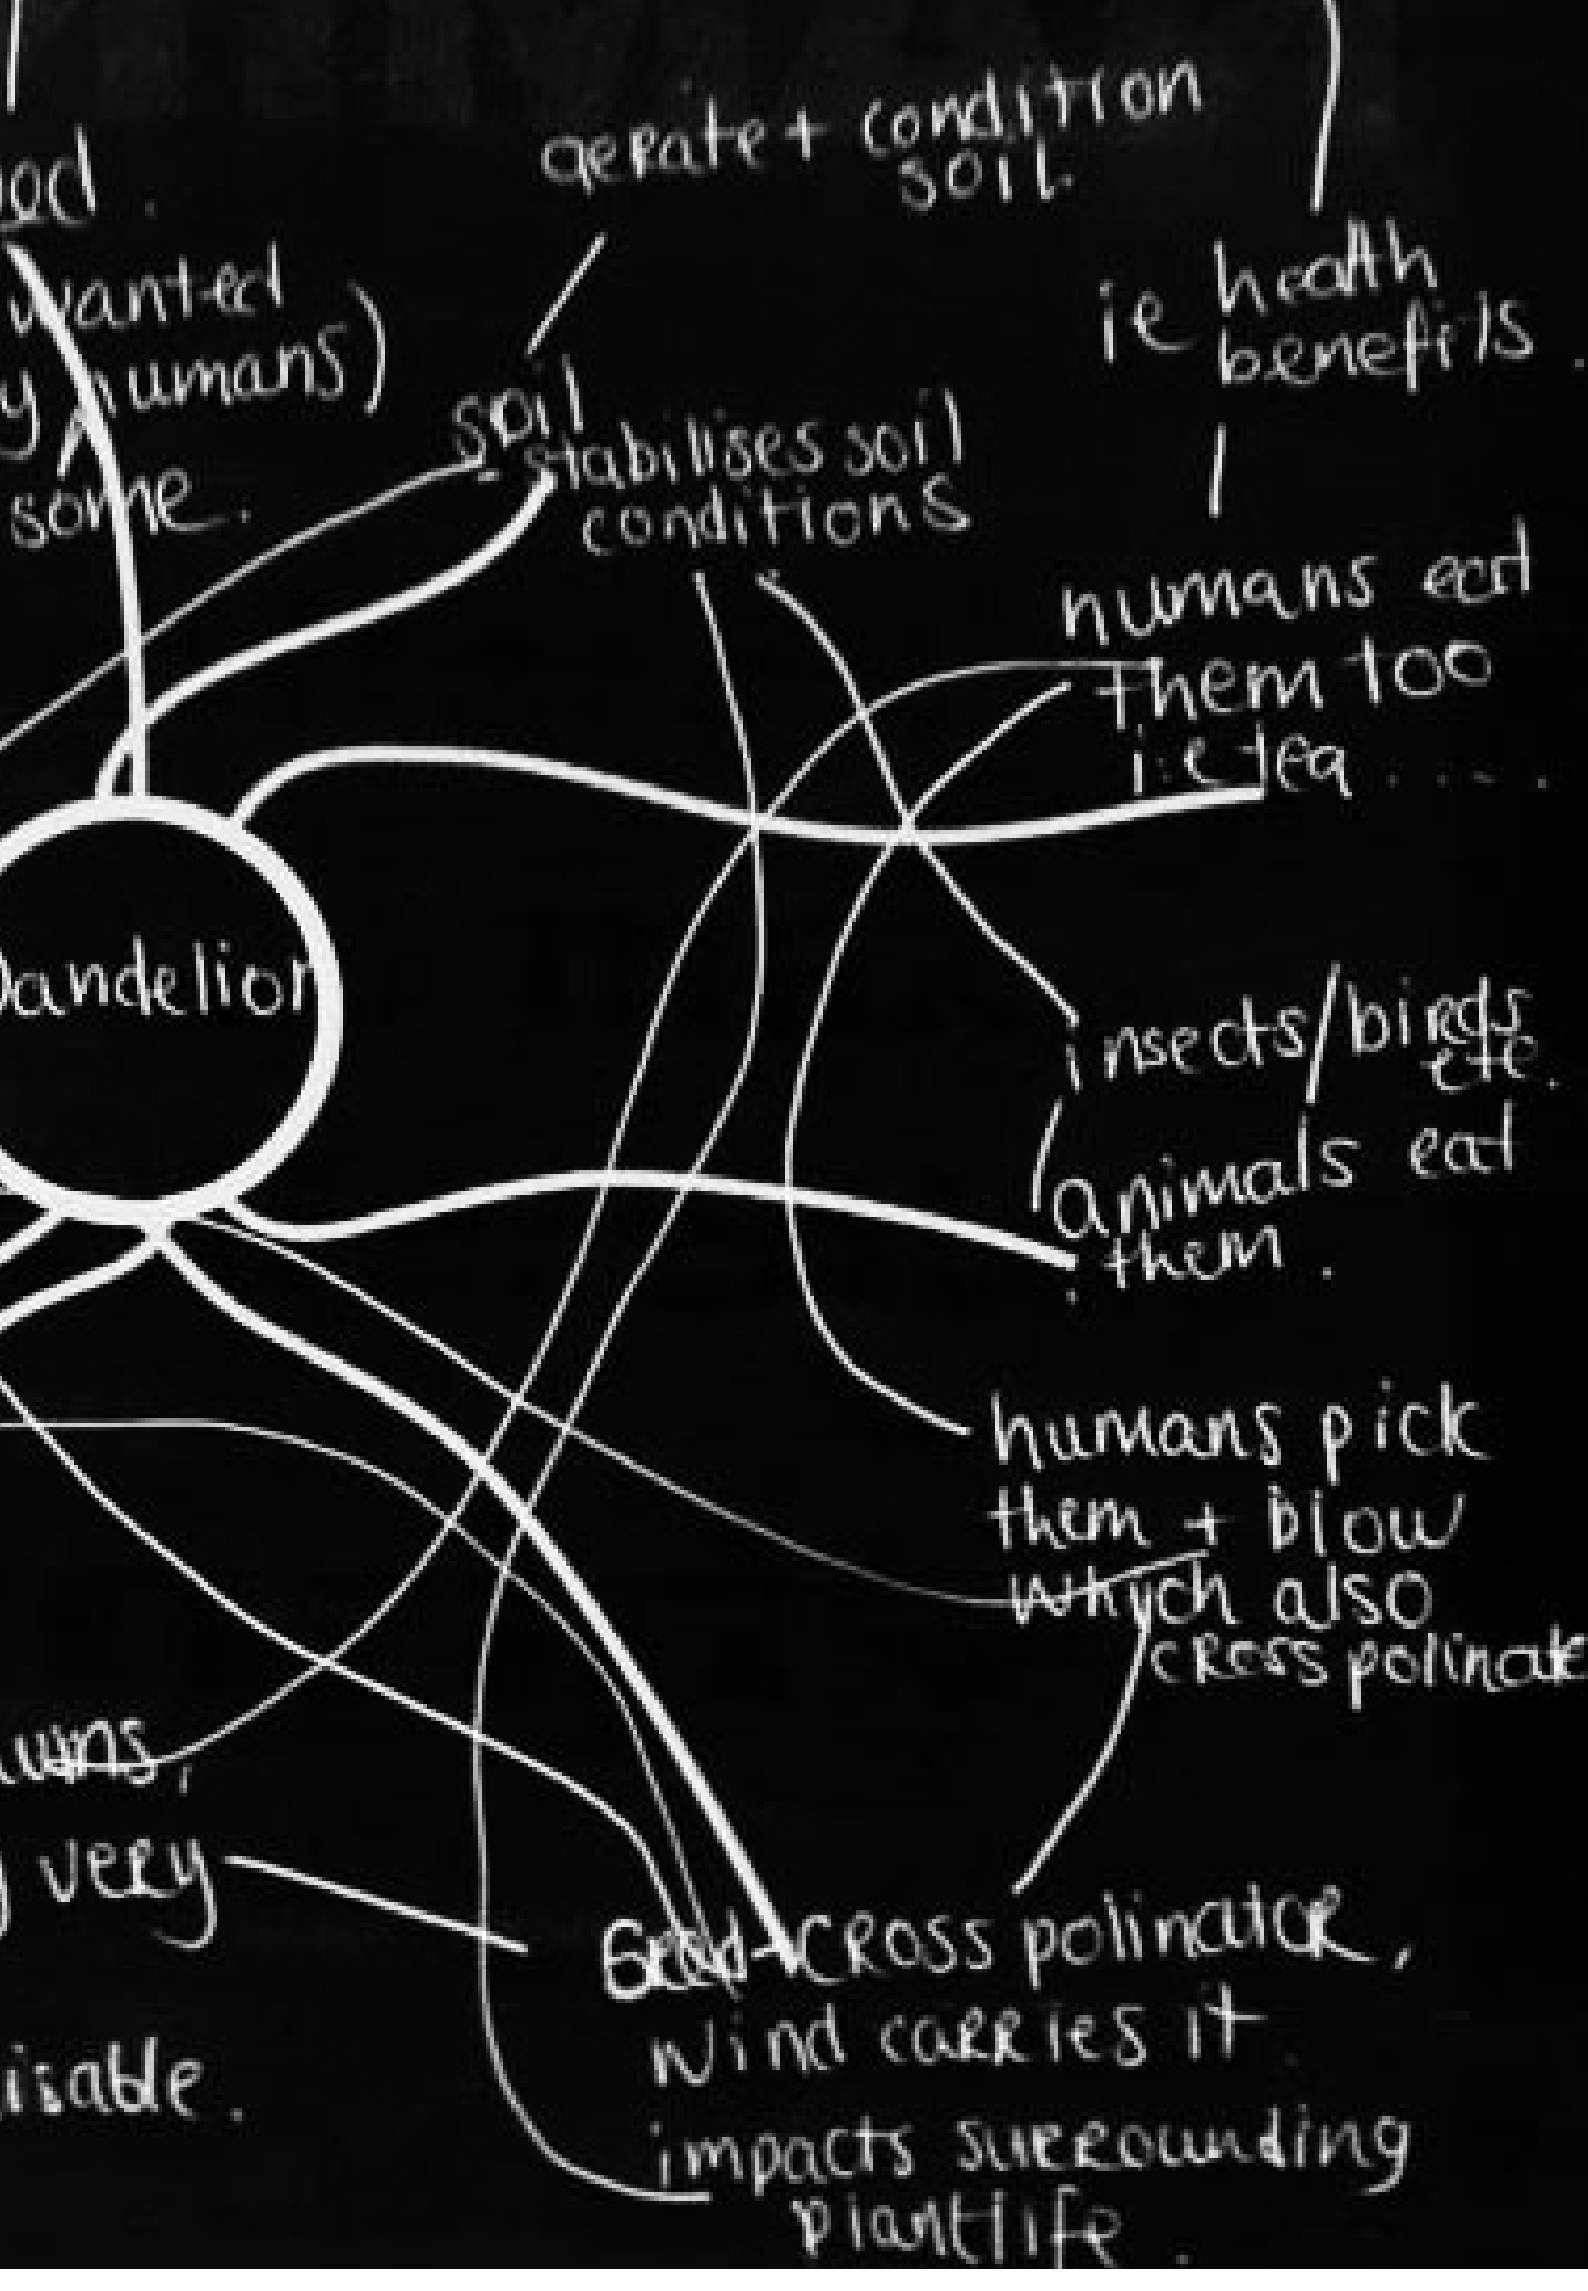 aerate + condition
soil.
wanted
humans)
some.
ie health
benefits.
soil
stabilises soil
conditions
humans eat
them too
i.e tea .....
Dandelion
insects/birds
etc.
animals eat
them.
humans pick
them + blow
which also
cross polinate
very
cross polinator,
wind carries it
impacts surrounding
plantlife.